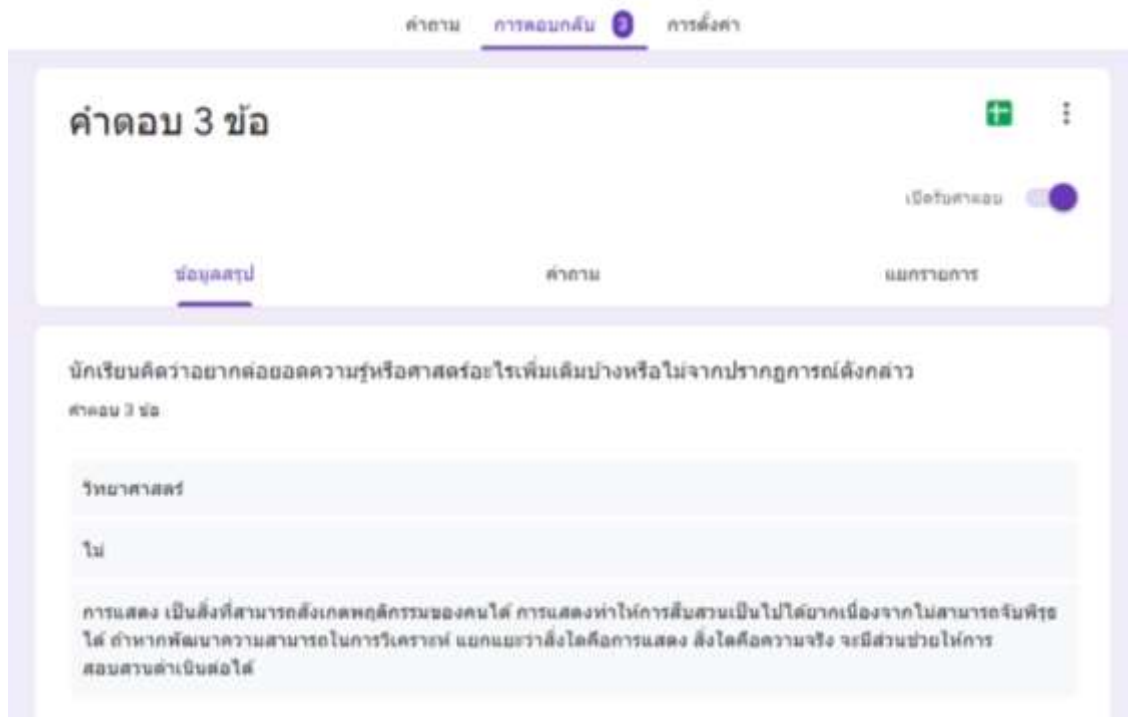 คำถาม การตอบกลับ 3 การตั้งค่า
คำตอบ 3 ข้อ
เปิดรับคำตอบ
ข้อมูลสรุป คำถาม แยกรายการ
นักเรียนคิดว่าอยากต่อยอดความรู้หรือศาสตร์อะไรเพิ่มเติมบ้างหรือไม่จากปรากฏการณ์ดังกล่าว
คำตอบ 3 ข้อ
วิทยาศาสตร์
ไม่
การแสดง เป็นสิ่งที่สามารถสังเกตพฤติกรรมของคนได้ การแสดงทำให้การสืบสวนเป็นไปได้ยากเนื่องจากไม่สามารถจับพิรุธ
ได้ ถ้าหากพัฒนาความสามารถในการวิเคราะห์ แยกแยะว่าสิ่งใดคือการแสดง สิ่งใดคือความจริง จะมีส่วนช่วยให้การ
สอบสวนดำเนินต่อได้